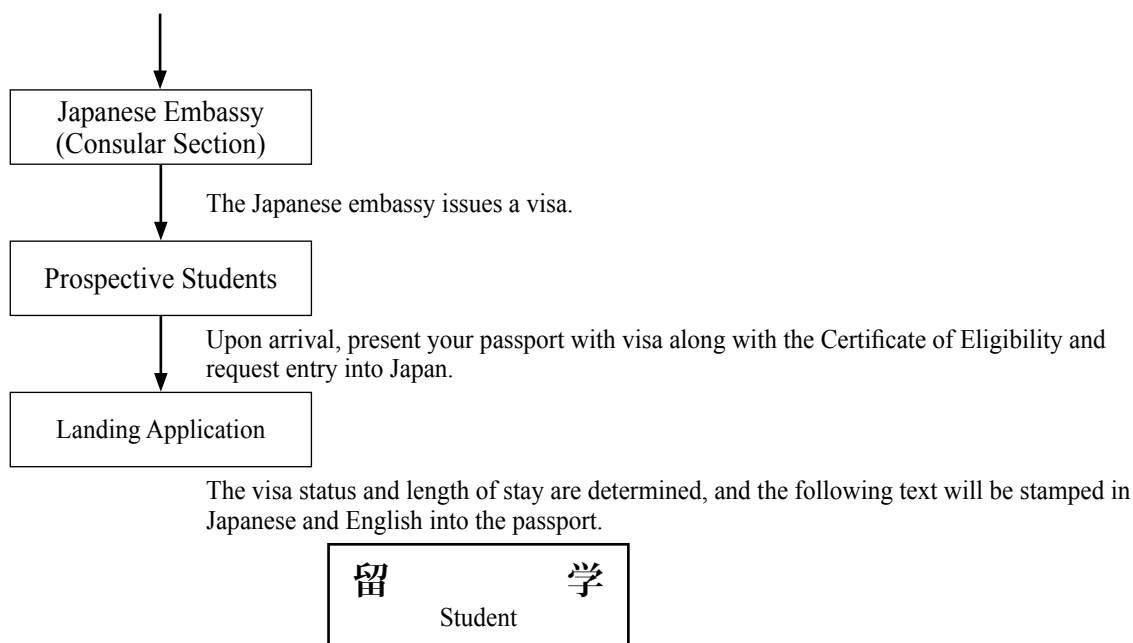 Japanese Embassy
(Consular Section)
The Japanese embassy issues a visa.
Prospective Students
Upon arrival, present your passport with visa along with the Certificate of Eligibility and
request entry into Japan.
Landing Application
The visa status and length of stay are determined, and the following text will be stamped in
Japanese and English into the passport.
留 学
Student